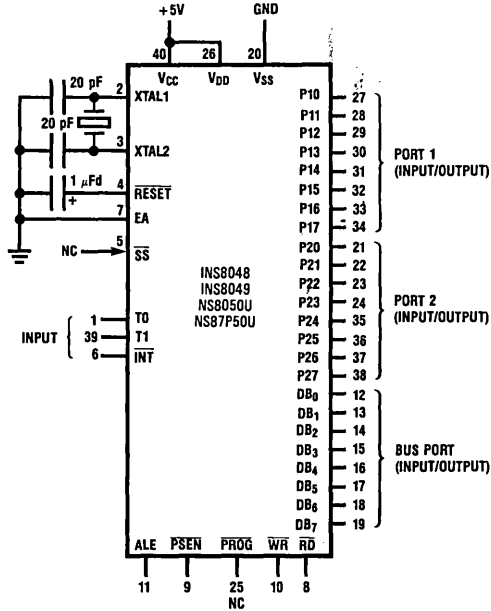 +5V GND
40 26 20
VCC VDD VSS
20 pF
2 XTAL1
20 pF
3 XTAL2
1 µFd
+
4 RESET
7 EA
NC 5 SS
INS8048
INS8049
NS8050U
NS87P50U
INPUT
1 T0
39 T1
6 INT
P10 27
P11 28
P12 29
P13 30
P14 31
P15 32
P16 33
P17 34
PORT 1
(INPUT/OUTPUT)
P20 21
P21 22
P22 23
P23 24
P24 35
P25 36
P26 37
P27 38
PORT 2
(INPUT/OUTPUT)
DB0 12
DB1 13
DB2 14
DB3 15
DB4 16
DB5 17
DB6 18
DB7 19
BUS PORT
(INPUT/OUTPUT)
ALE PSEN PROG WR RD
11 9 25 10 8
NC